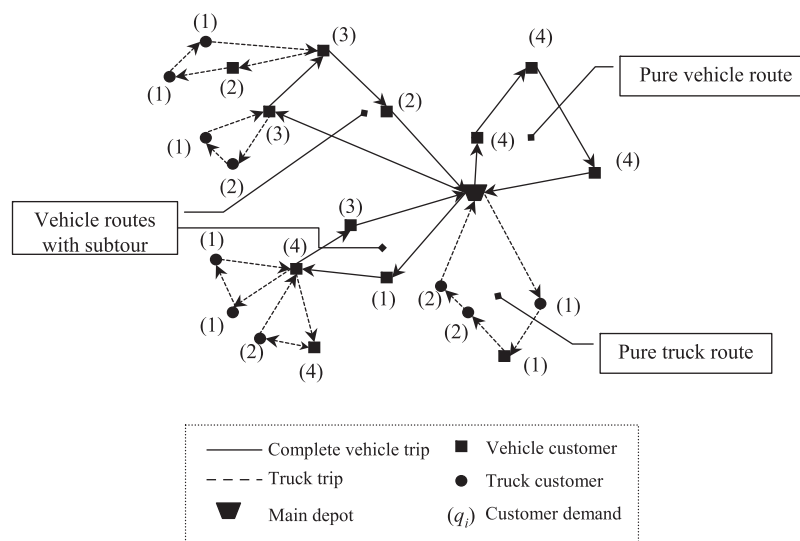 (1)
(3)
(4)
(1)
(2)
(2)
Pure vehicle route
(1)
(3)
(4)
(4)
(2)
Vehicle routes
with subtour
(3)
(1)
(4)
(1)
(2)
(1)
(1)
(2)
(2)
(4)
(1)
Pure truck route
Complete vehicle trip
Vehicle customer
Truck trip
Truck customer
Main depot
(qi) Customer demand